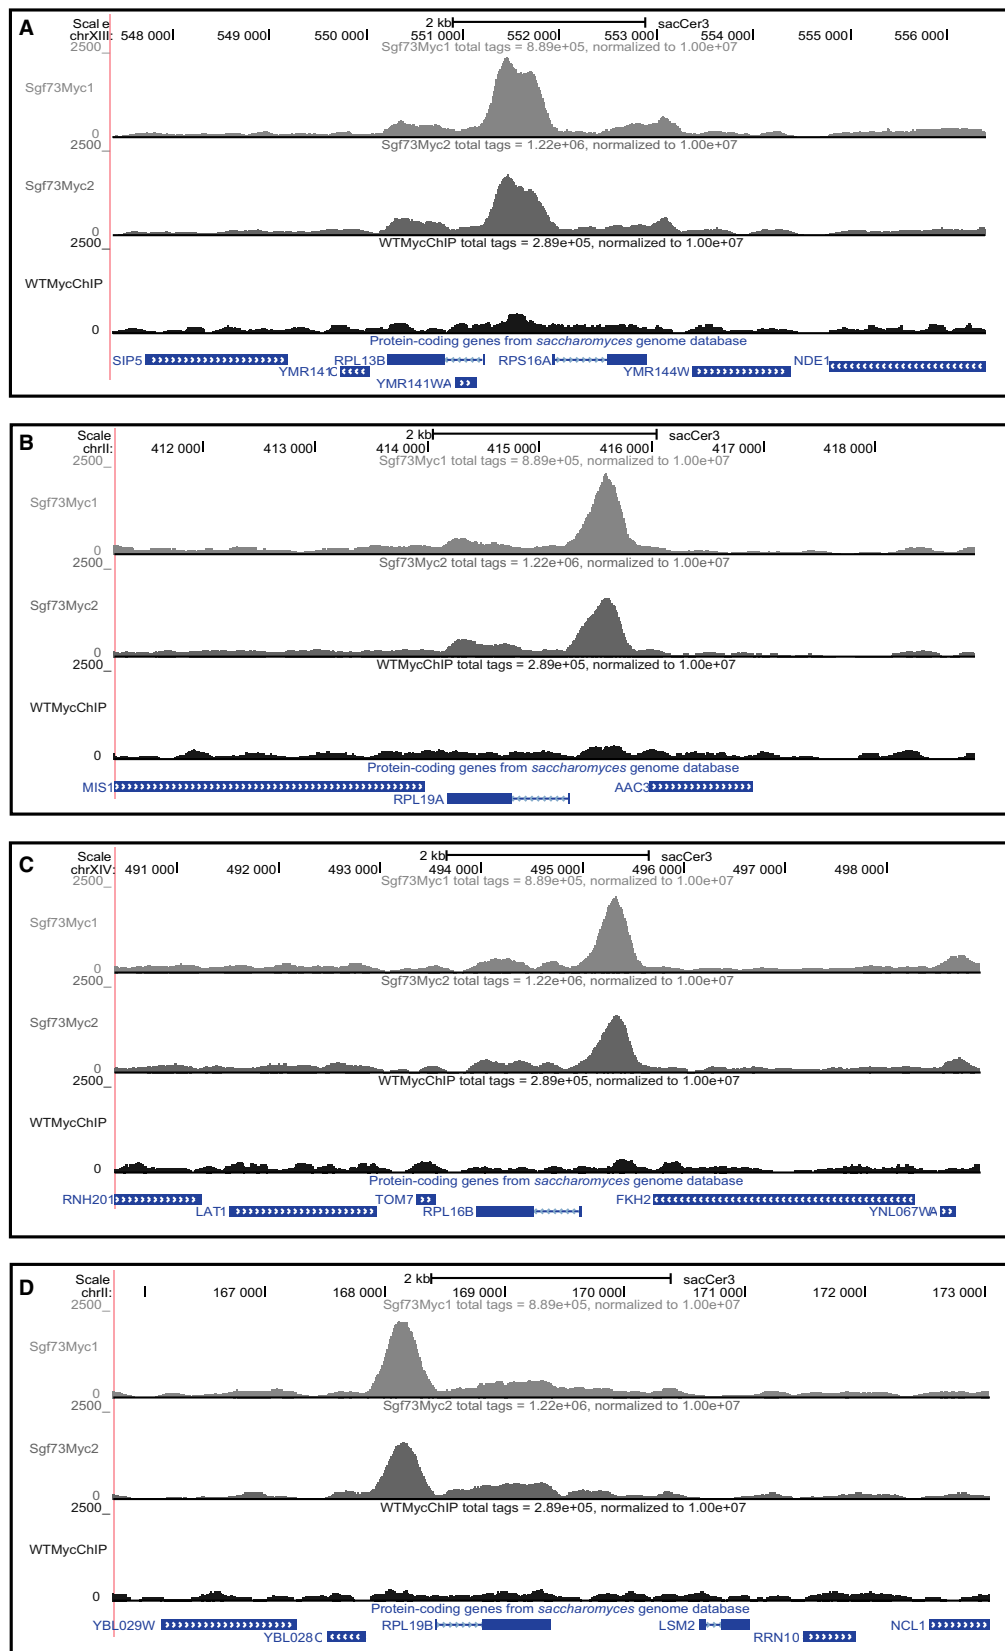 A
Scale 2 kb sacCer3
chrXIII: 548 000 549 000 550 000 551 000 552 000 553 000 554 000 555 000 556 000
Sgf73Myc1 total tags = 8.89e+05, normalized to 1.00e+07
2500
Sgf73Myc1
0
Sgf73Myc2 total tags = 1.22e+06, normalized to 1.00e+07
2500
Sgf73Myc2
0
WTMycChIP total tags = 2.89e+05, normalized to 1.00e+07
2500
WTMycChIP
0
Protein-coding genes from saccharomyces genome database
SIP5 RPL13B RPS16A NDE1
YMR141C YMR144W
YMR141WA
B
Scale 2 kb sacCer3
chrII: 412 000 413 000 414 000 415 000 416 000 417 000 418 000
Sgf73Myc1 total tags = 8.89e+05, normalized to 1.00e+07
2500
Sgf73Myc1
0
Sgf73Myc2 total tags = 1.22e+06, normalized to 1.00e+07
2500
Sgf73Myc2
0
WTMycChIP total tags = 2.89e+05, normalized to 1.00e+07
2500
WTMycChIP
0
Protein-coding genes from saccharomyces genome database
MIS1 AAC3
RPL19A
C
Scale 2 kb sacCer3
chrXIV: 491 000 492 000 493 000 494 000 495 000 496 000 497 000 498 000
Sgf73Myc1 total tags = 8.89e+05, normalized to 1.00e+07
2500
Sgf73Myc1
0
Sgf73Myc2 total tags = 1.22e+06, normalized to 1.00e+07
2500
Sgf73Myc2
0
WTMycChIP total tags = 2.89e+05, normalized to 1.00e+07
2500
WTMycChIP
0
Protein-coding genes from saccharomyces genome database
RNH201 TOM7 FKH2
LAT1 RPL16B YNL067WA
D
Scale 2 kb sacCer3
chrII: 167 000 168 000 169 000 170 000 171 000 172 000 173 000
Sgf73Myc1 total tags = 8.89e+05, normalized to 1.00e+07
2500
Sgf73Myc1
0
Sgf73Myc2 total tags = 1.22e+06, normalized to 1.00e+07
2500
Sgf73Myc2
0
WTMycChIP total tags = 2.89e+05, normalized to 1.00e+07
2500
WTMycChIP
0
Protein-coding genes from saccharomyces genome database
YBL029W RPL19B LSM2 NCL1
YBL028C RRN10